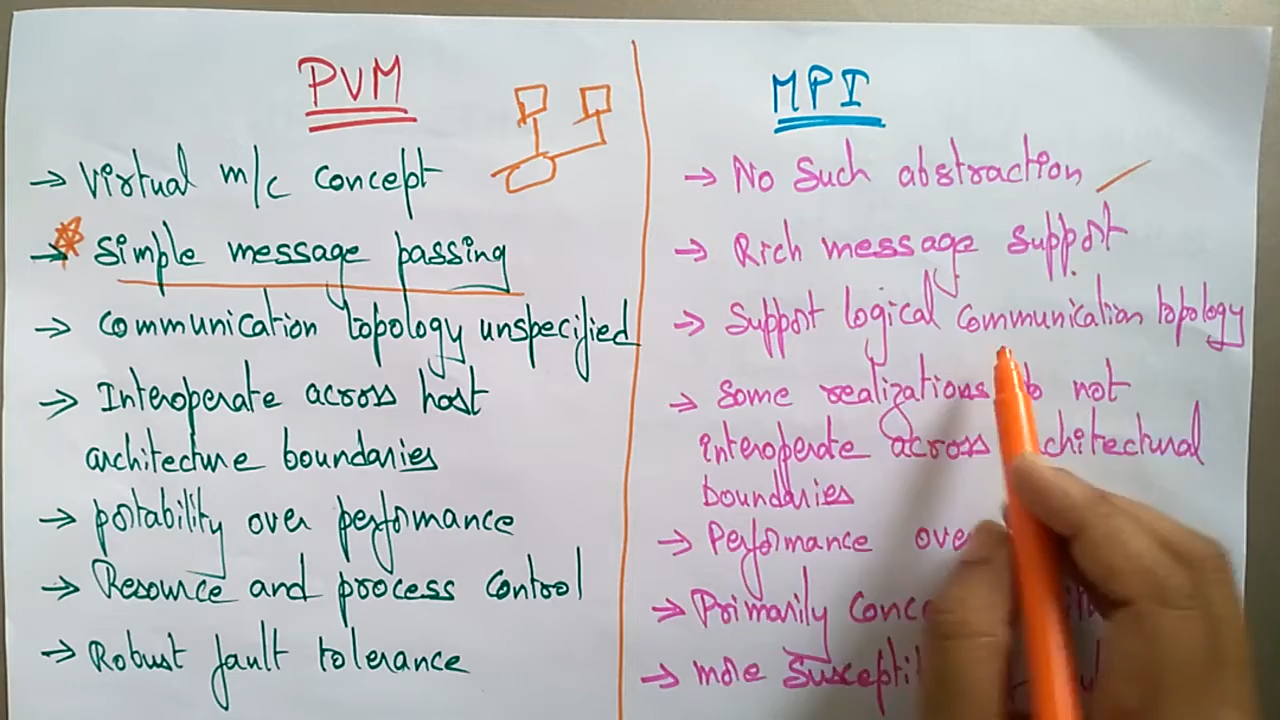 PVM
→ Virtual m/c concept
→ Simple message passing
→ Communication topology unspecified
→ Interoperate across host
architecture boundaries
→ portability over performance
→ Resource and process control
→ Robust fault tolerance
MPI
→ No Such abstraction
→ Rich message support
→ Support logical communication topology
→ Some realizations not
interoperate across
boundaries
→ Performance
→ Primarily
→ more